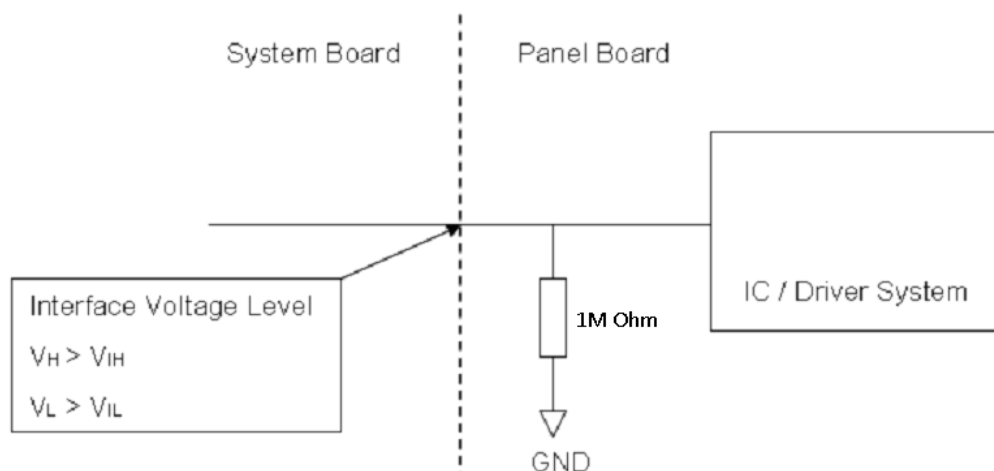 System Board
Panel Board
Interface Voltage Level
VH > VIH
VL > VIL
1M Ohm
IC / Driver System
GND